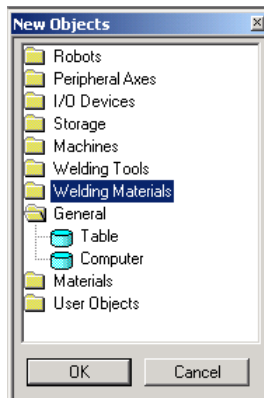 New Objects
Robots
Peripheral Axes
I/O Devices
Storage
Machines
Welding Tools
Welding Materials
General
Table
Computer
Materials
User Objects
OK Cancel